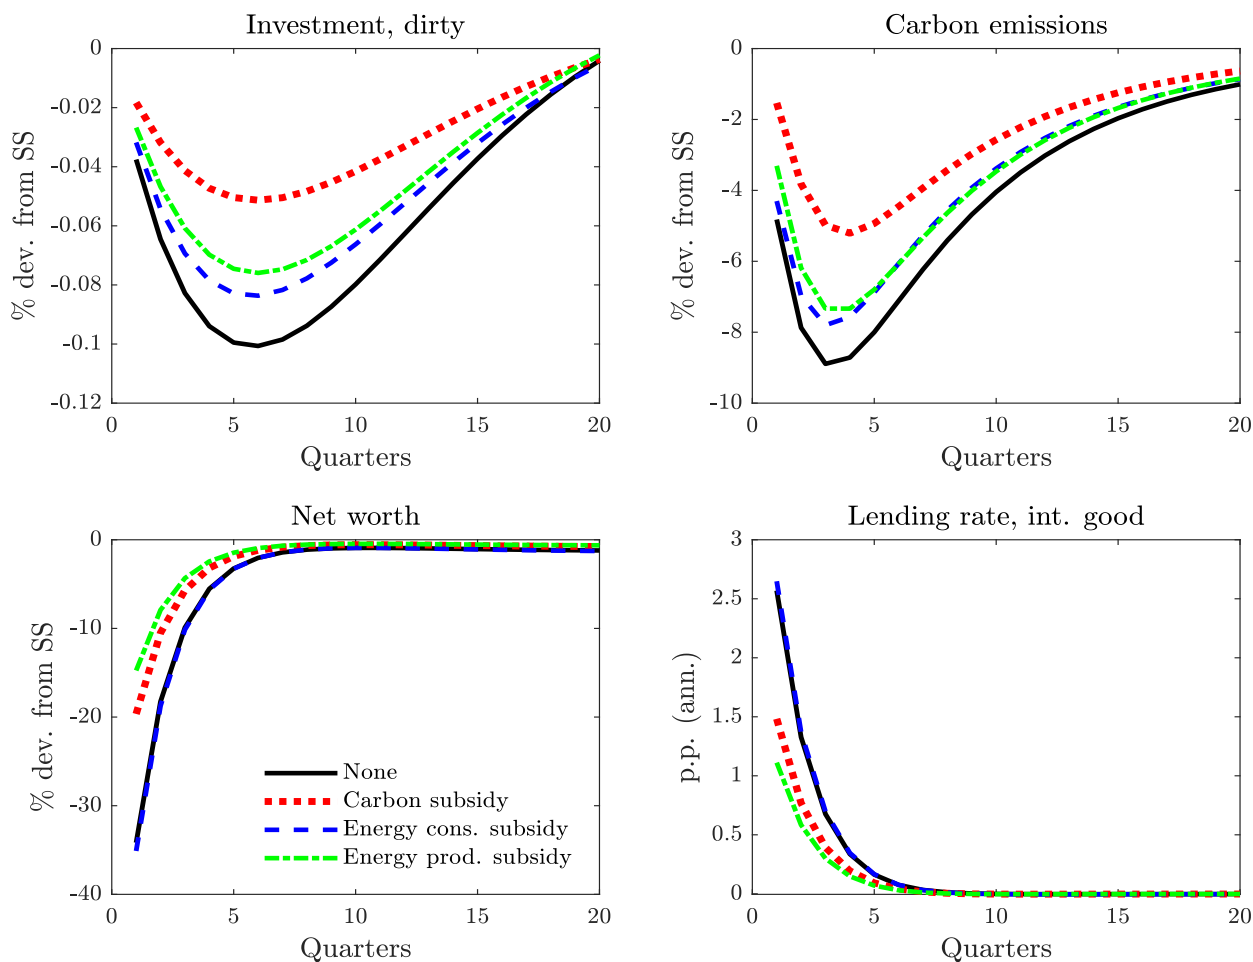 Investment, dirty
0
-0.02
-0.04
-0.06
-0.08
-0.1
-0.12
% dev. from SS
0 5 10 15 20
Quarters
Carbon emissions
0
-2
-4
-6
-8
-10
% dev. from SS
0 5 10 15 20
Quarters
Net worth
0
-10
-20
-30
-40
% dev. from SS
None
Carbon subsidy
Energy cons. subsidy
Energy prod. subsidy
0 5 10 15 20
Quarters
Lending rate, int. good
3
2.5
2
1.5
1
0.5
0
p.p. (ann.)
0 5 10 15 20
Quarters